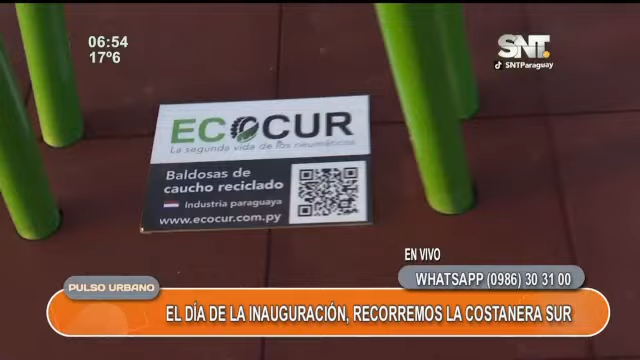 06:54
17°6
SNT
SNTParaguay
ECOCUR
La segunda vida de los neumáticos
Baldosas de
caucho reciclado
Industria paraguaya
www.ecocur.com.py
EN VIVO
WHATSAPP (0986) 30 31 00
PULSO URBANO
EL DÍA DE LA INAUGURACIÓN, RECORREMOS LA COSTANERA SUR